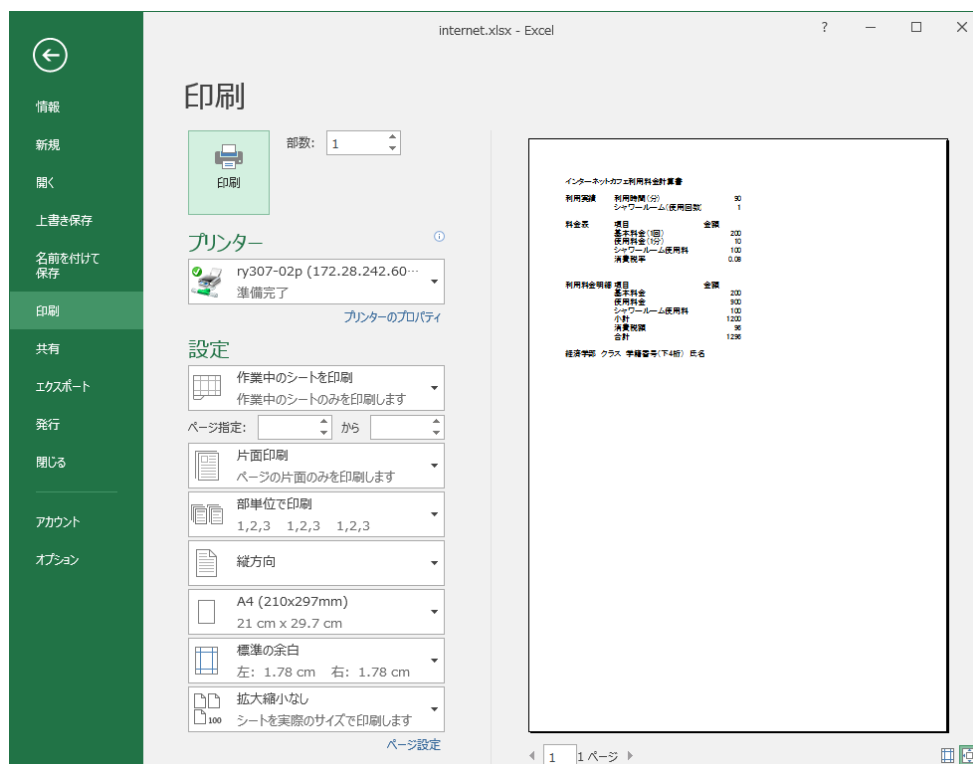 internet.xlsx - Excel
?
情報
新規
開く
上書き保存
名前を付けて
保存
印刷
共有
エクスポート
発行
閉じる
アカウント
オプション
印刷
印刷
部数: 1
プリンター
ry307-02p (172.28.242.60…
準備完了
プリンターのプロパティ
設定
作業中のシートを印刷
作業中のシートのみを印刷します
ページ指定: から
片面印刷
ページの片面のみを印刷します
部単位で印刷
1,2,3 1,2,3 1,2,3
縦方向
A4 (210x297mm)
21 cm x 29.7 cm
標準の余白
左: 1.78 cm 右: 1.78 cm
拡大縮小なし
100
シートを実際のサイズで印刷します
ページ設定
インターネットカフェ利用料金計算書
利用実績 利用時間(分) 90
シャワールーム(使用回数) 1
料金表 項目 金額
基本料金(1回) 200
使用料金(1分) 10
シャワールーム使用料 100
消費税率 0.08
利用料金明細 項目 金額
基本料金 200
使用料金 900
シャワールーム使用料 100
小計 1200
消費税額 96
合計 1296
経済学部 クラス 学籍番号(下4桁) 氏名
1 1 ページ